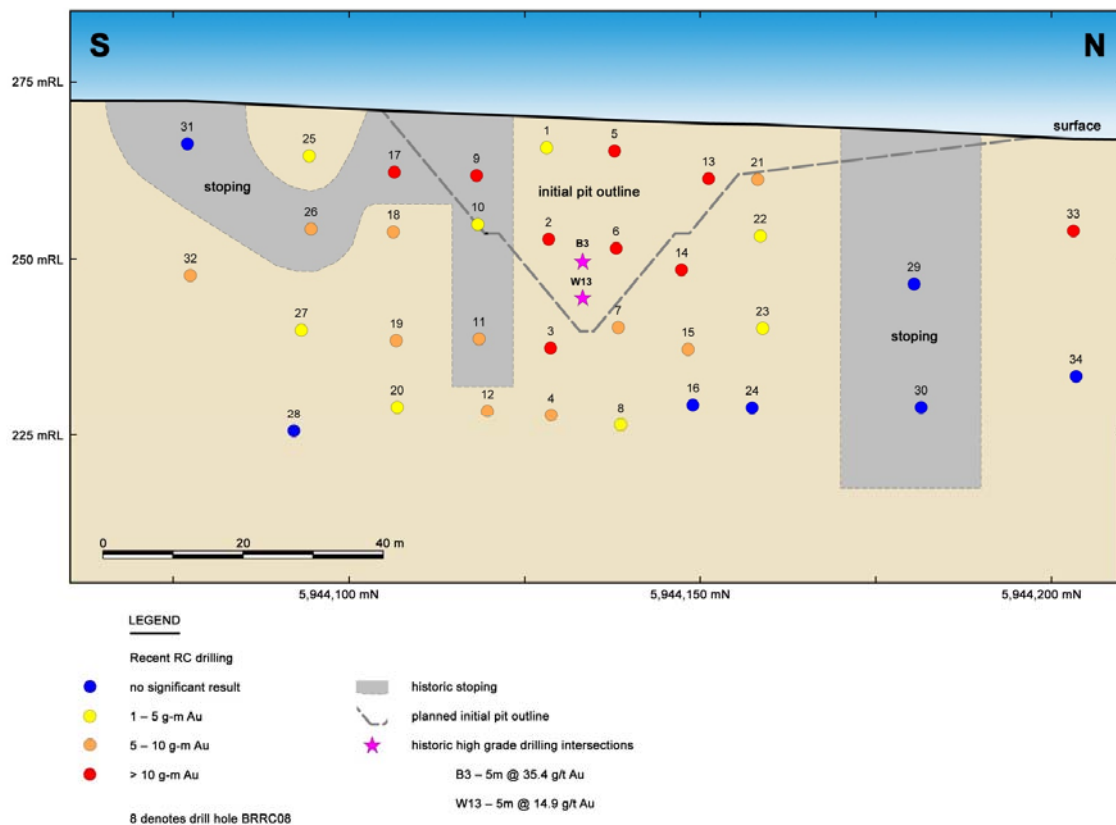 S
N
275 mRL
surface
31
25
1
5
17
9
13
21
stoping
initial pit outline
26
18
10
2
6
22
33
B3
14
32
W13
29
27
19
11
3
7
15
23
stoping
20
12
4
8
16
24
30
34
28
250 mRL
225 mRL
0
20
40 m
5,944,100 mN
5,944,150 mN
5,944,200 mN
LEGEND
Recent RC drilling
no significant result
historic stoping
1 – 5 g-m Au
planned initial pit outline
5 – 10 g-m Au
historic high grade drilling intersections
> 10 g-m Au
B3 – 5m @ 35.4 g/t Au
W13 – 5m @ 14.9 g/t Au
8 denotes drill hole BRRC08